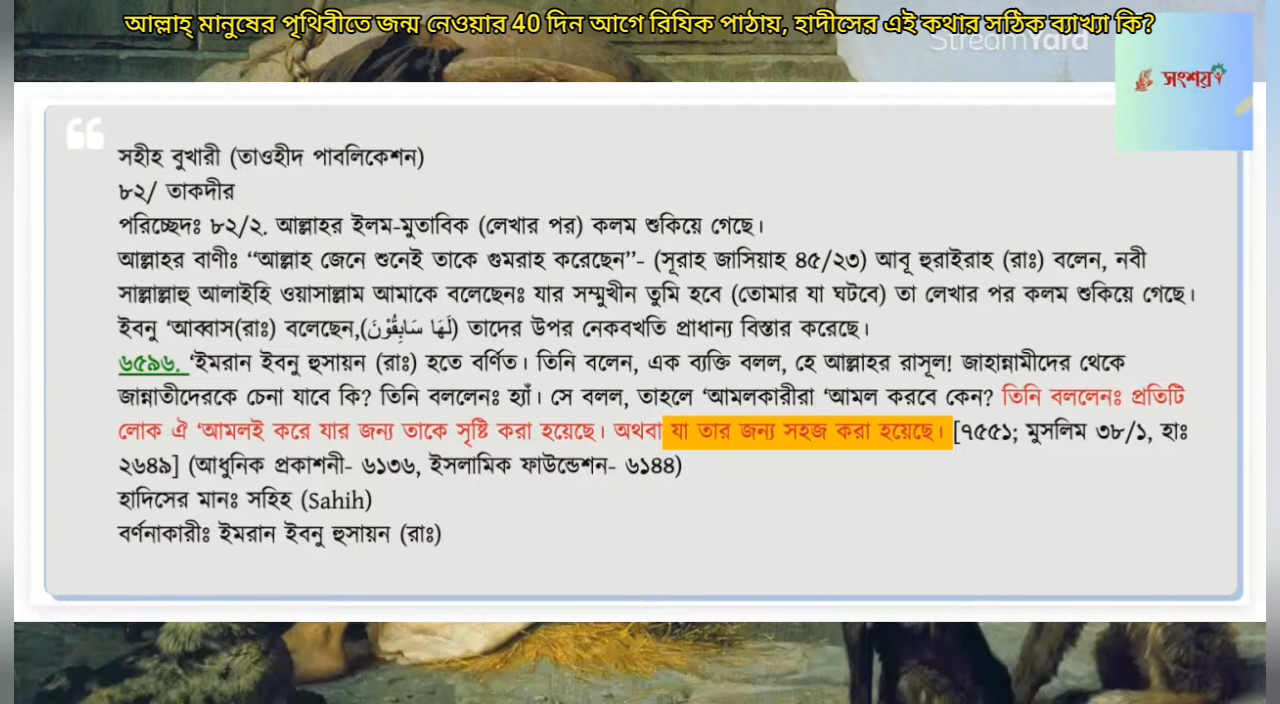 আল্লাহ্ মানুষের পৃথিবীতে জন্ম নেওয়ার 40 দিন আগে রিযিক পাঠায়, হাদীসের এই কথার সঠিক ব্যাখ্যা কি?
StreamYard
সংশয়
সহীহ বুখারী (তাওহীদ পাবলিকেশন)
৮২/ তাকদীর
পরিচ্ছেদঃ ৮২/২. আল্লাহর ইলম-মুতাবিক (লেখার পর) কলম শুকিয়ে গেছে।
আল্লাহর বাণীঃ ‘‘আল্লাহ জেনে শুনেই তাকে গুমরাহ করেছেন’’- (সূরাহ জাসিয়াহ ৪৫/২৩) আবূ হুরাইরাহ (রাঃ) বলেন, নবী
সাল্লাল্লাহু আলাইহি ওয়াসাল্লাম আমাকে বলেছেনঃ যার সম্মুখীন তুমি হবে (তোমার যা ঘটবে) তা লেখার পর কলম শুকিয়ে গেছে।
ইবনু ‘আব্বাস(রাঃ) বলেছেন,(لَهَا سَابِقُوْنَ) তাদের উপর নেকবখতি প্রাধান্য বিস্তার করেছে।
৬৫৯৬. ‘ইমরান ইবনু হুসায়ন (রাঃ) হতে বর্ণিত। তিনি বলেন, এক ব্যক্তি বলল, হে আল্লাহর রাসূল! জাহান্নামীদের থেকে
জান্নাতীদেরকে চেনা যাবে কি? তিনি বললেনঃ হ্যাঁ। সে বলল, তাহলে ‘আমলকারীরা ‘আমল করবে কেন? তিনি বললেনঃ প্রতিটি
লোক ঐ ‘আমলই করে যার জন্য তাকে সৃষ্টি করা হয়েছে। অথবা যা তার জন্য সহজ করা হয়েছে। [৭৫৫১; মুসলিম ৩৮/১, হাঃ
২৬৪৯] (আধুনিক প্রকাশনী- ৬১৩৬, ইসলামিক ফাউন্ডেশন- ৬১৪৪)
হাদিসের মানঃ সহিহ (Sahih)
বর্ণনাকারীঃ ইমরান ইবনু হুসায়ন (রাঃ)